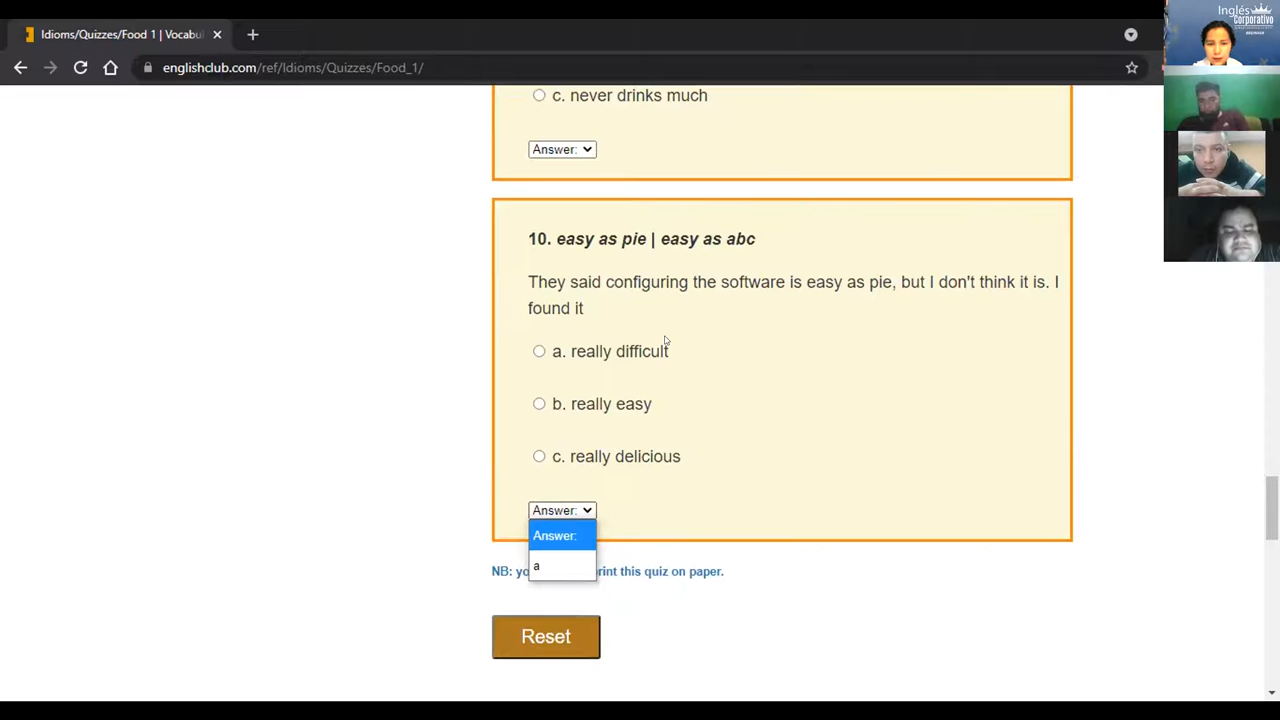 Idioms/Quizzes/Food 1 | Vocabul
englishclub.com/ref/Idioms/Quizzes/Food_1/
Inglés
Corporativo
BEGINNER
c. never drinks much
Answer:
10. easy as pie | easy as abc
They said configuring the software is easy as pie, but I don't think it is. I
found it
a. really difficult
b. really easy
c. really delicious
Answer:
Answer:
a
NB: yo rint this quiz on paper.
Reset